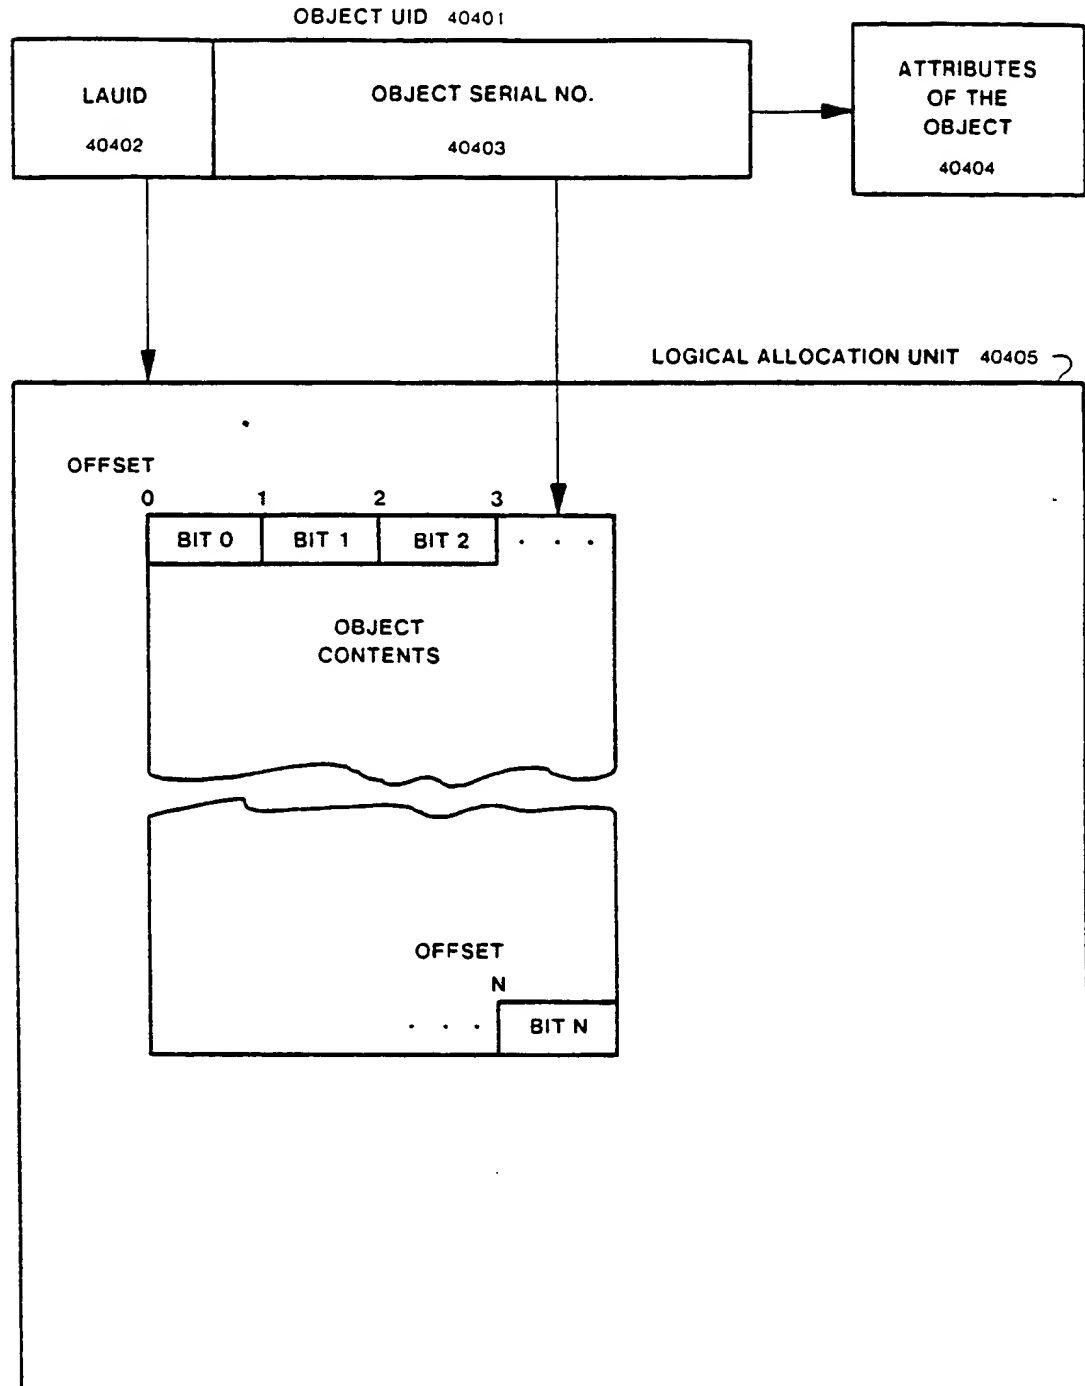 OBJECT UID 40401
LAUID
40402
OBJECT SERIAL NO.
40403
ATTRIBUTES
OF THE
OBJECT
40404
LOGICAL ALLOCATION UNIT 40405
OFFSET
0 1 2 3
BIT 0 BIT 1 BIT 2 . . .
OBJECT
CONTENTS
OFFSET
N
. . . BIT N